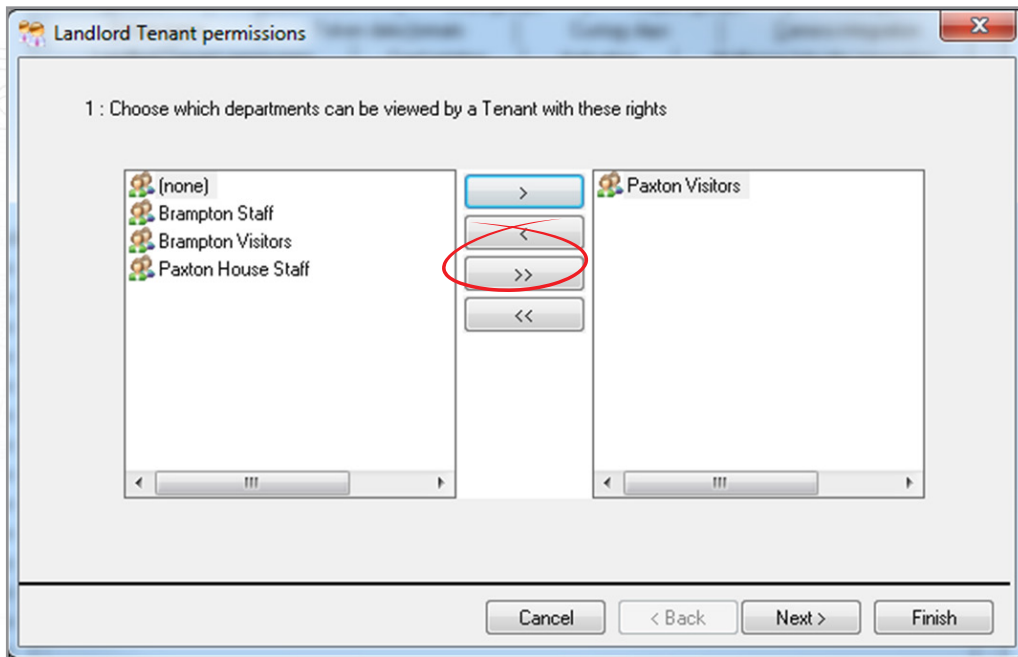 Landlord Tenant permissions
1 : Choose which departments can be viewed by a Tenant with these rights
(none)
Brampton Staff
Brampton Visitors
Paxton House Staff
>
<
>>
<<
Paxton Visitors
Cancel
< Back
Next >
Finish